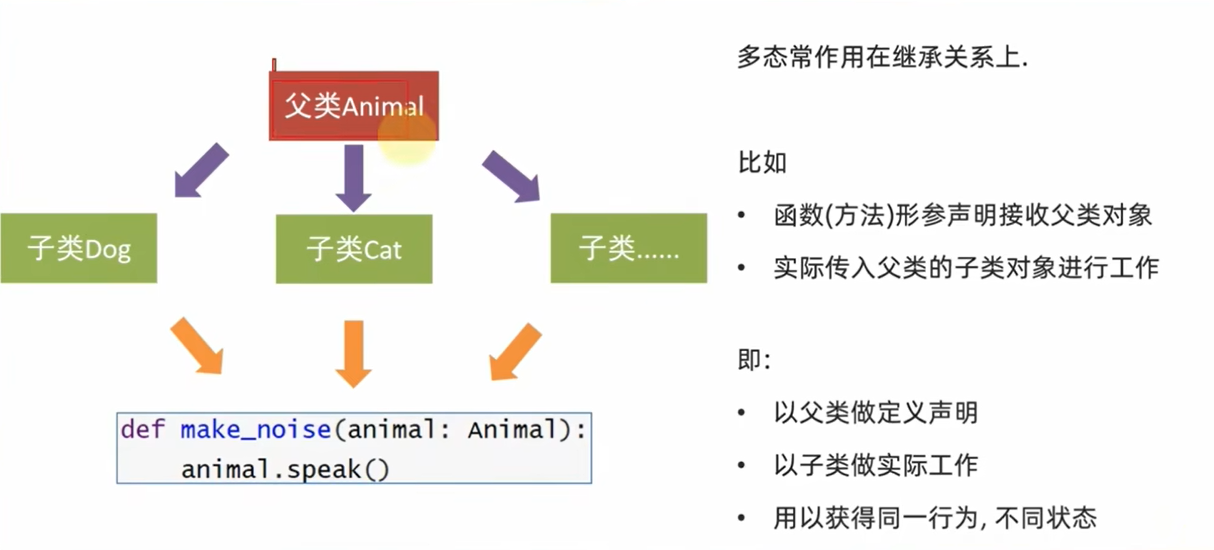 父类Animal
子类Dog
子类Cat
子类......
def make_noise(animal: Animal):
animal.speak()
多态常作用在继承关系上.
比如
• 函数(方法)形参声明接收父类对象
• 实际传入父类的子类对象进行工作
即:
• 以父类做定义声明
• 以子类做实际工作
• 用以获得同一行为, 不同状态